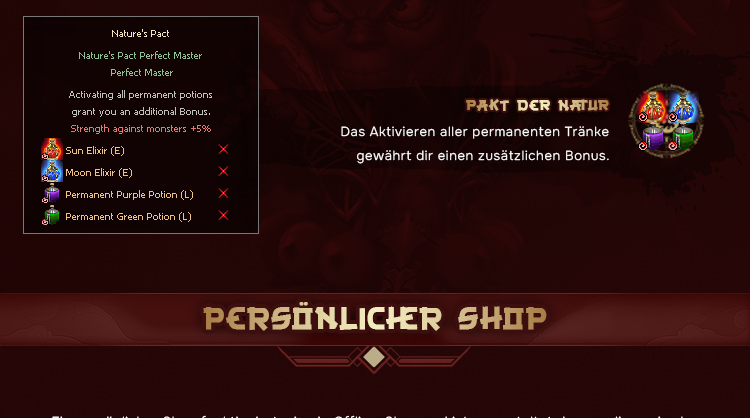 Nature's Pact
Nature's Pact Perfect Master
Perfect Master
Activating all permanent potions
grant you an additional Bonus.
Strength against monsters +5%
Sun Elixir (E)
Moon Elixir (E)
Permanent Purple Potion (L)
Permanent Green Potion (L)
PAKT DER NATUR
Das Aktivieren aller permanenten Tränke
gewährt dir einen zusätzlichen Bonus.
PERSÖNLICHER SHOP